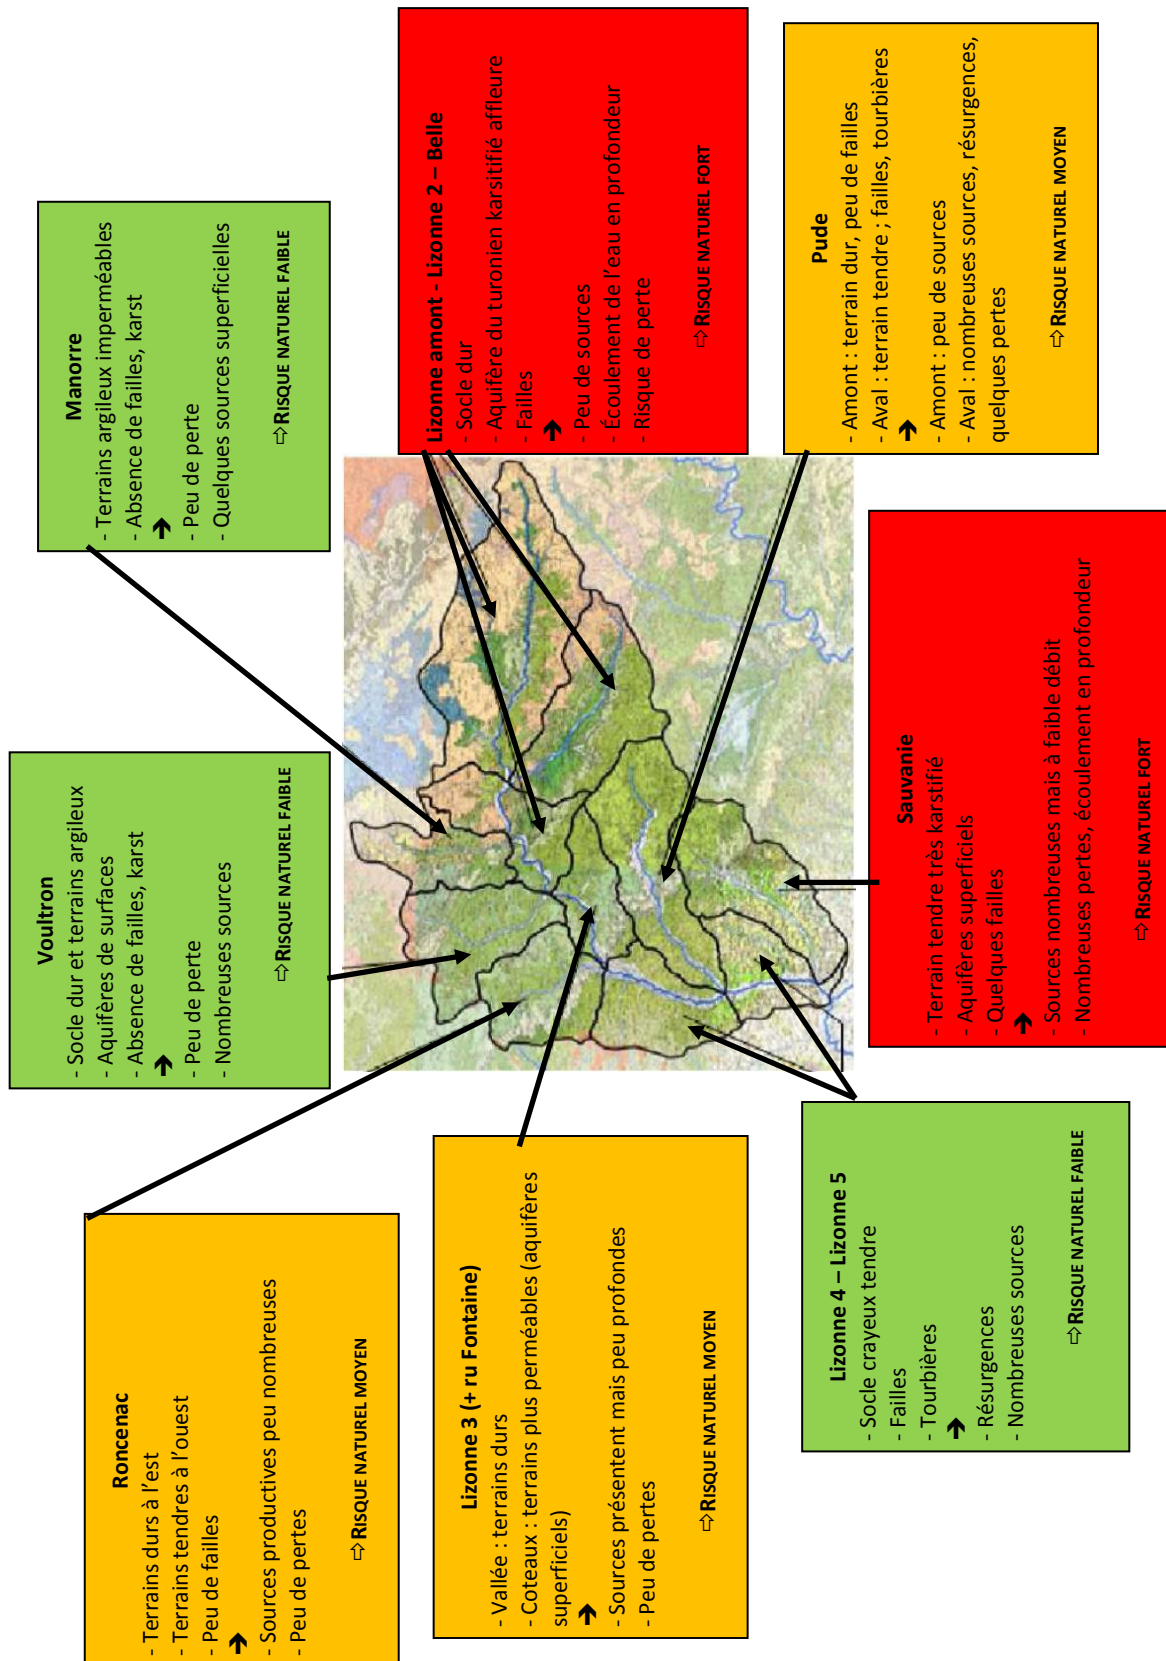 Roncenac
- Terrains durs à l'est
- Terrains tendres à l'ouest
- Peu de failles
➔
- Sources productives peu nombreuses
- Peu de pertes
⇨ RISQUE NATUREL MOYEN
Voultron
- Socle dur et terrains argileux
- Aquifères de surfaces
- Absence de failles, karst
➔
- Peu de perte
- Nombreuses sources
⇨ RISQUE NATUREL FAIBLE
Manorre
- Terrains argileux imperméables
- Absence de failles, karst
➔
- Peu de perte
- Quelques sources superficielles
⇨ RISQUE NATUREL FAIBLE
Lizonne 3 (+ ru Fontaine)
- Vallée : terrains durs
- Coteaux : terrains plus perméables (aquifères
superficiels)
➔
- Sources présentent mais peu profondes
- Peu de pertes
⇨ RISQUE NATUREL MOYEN
Lizonne amont - Lizonne 2 – Belle
- Socle dur
- Aquifère du turonien karsitifié affleure
- Failles
➔
- Peu de sources
- Écoulement de l'eau en profondeur
- Risque de perte
⇨ RISQUE NATUREL FORT
Lizonne 4 – Lizonne 5
- Socle crayeux tendre
- Failles
- Tourbières
➔
- Résurgences
- Nombreuses sources
⇨ RISQUE NATUREL FAIBLE
Sauvanie
- Terrain tendre très karstifié
- Aquifères superficiels
- Quelques failles
➔
- Sources nombreuses mais à faible débit
- Nombreuses pertes, écoulement en profondeur
⇨ RISQUE NATUREL FORT
Pude
- Amont : terrain dur, peu de failles
- Aval : terrain tendre ; failles, tourbières
➔
- Amont : peu de sources
- Aval : nombreuses sources, résurgences,
quelques pertes
⇨ RISQUE NATUREL MOYEN